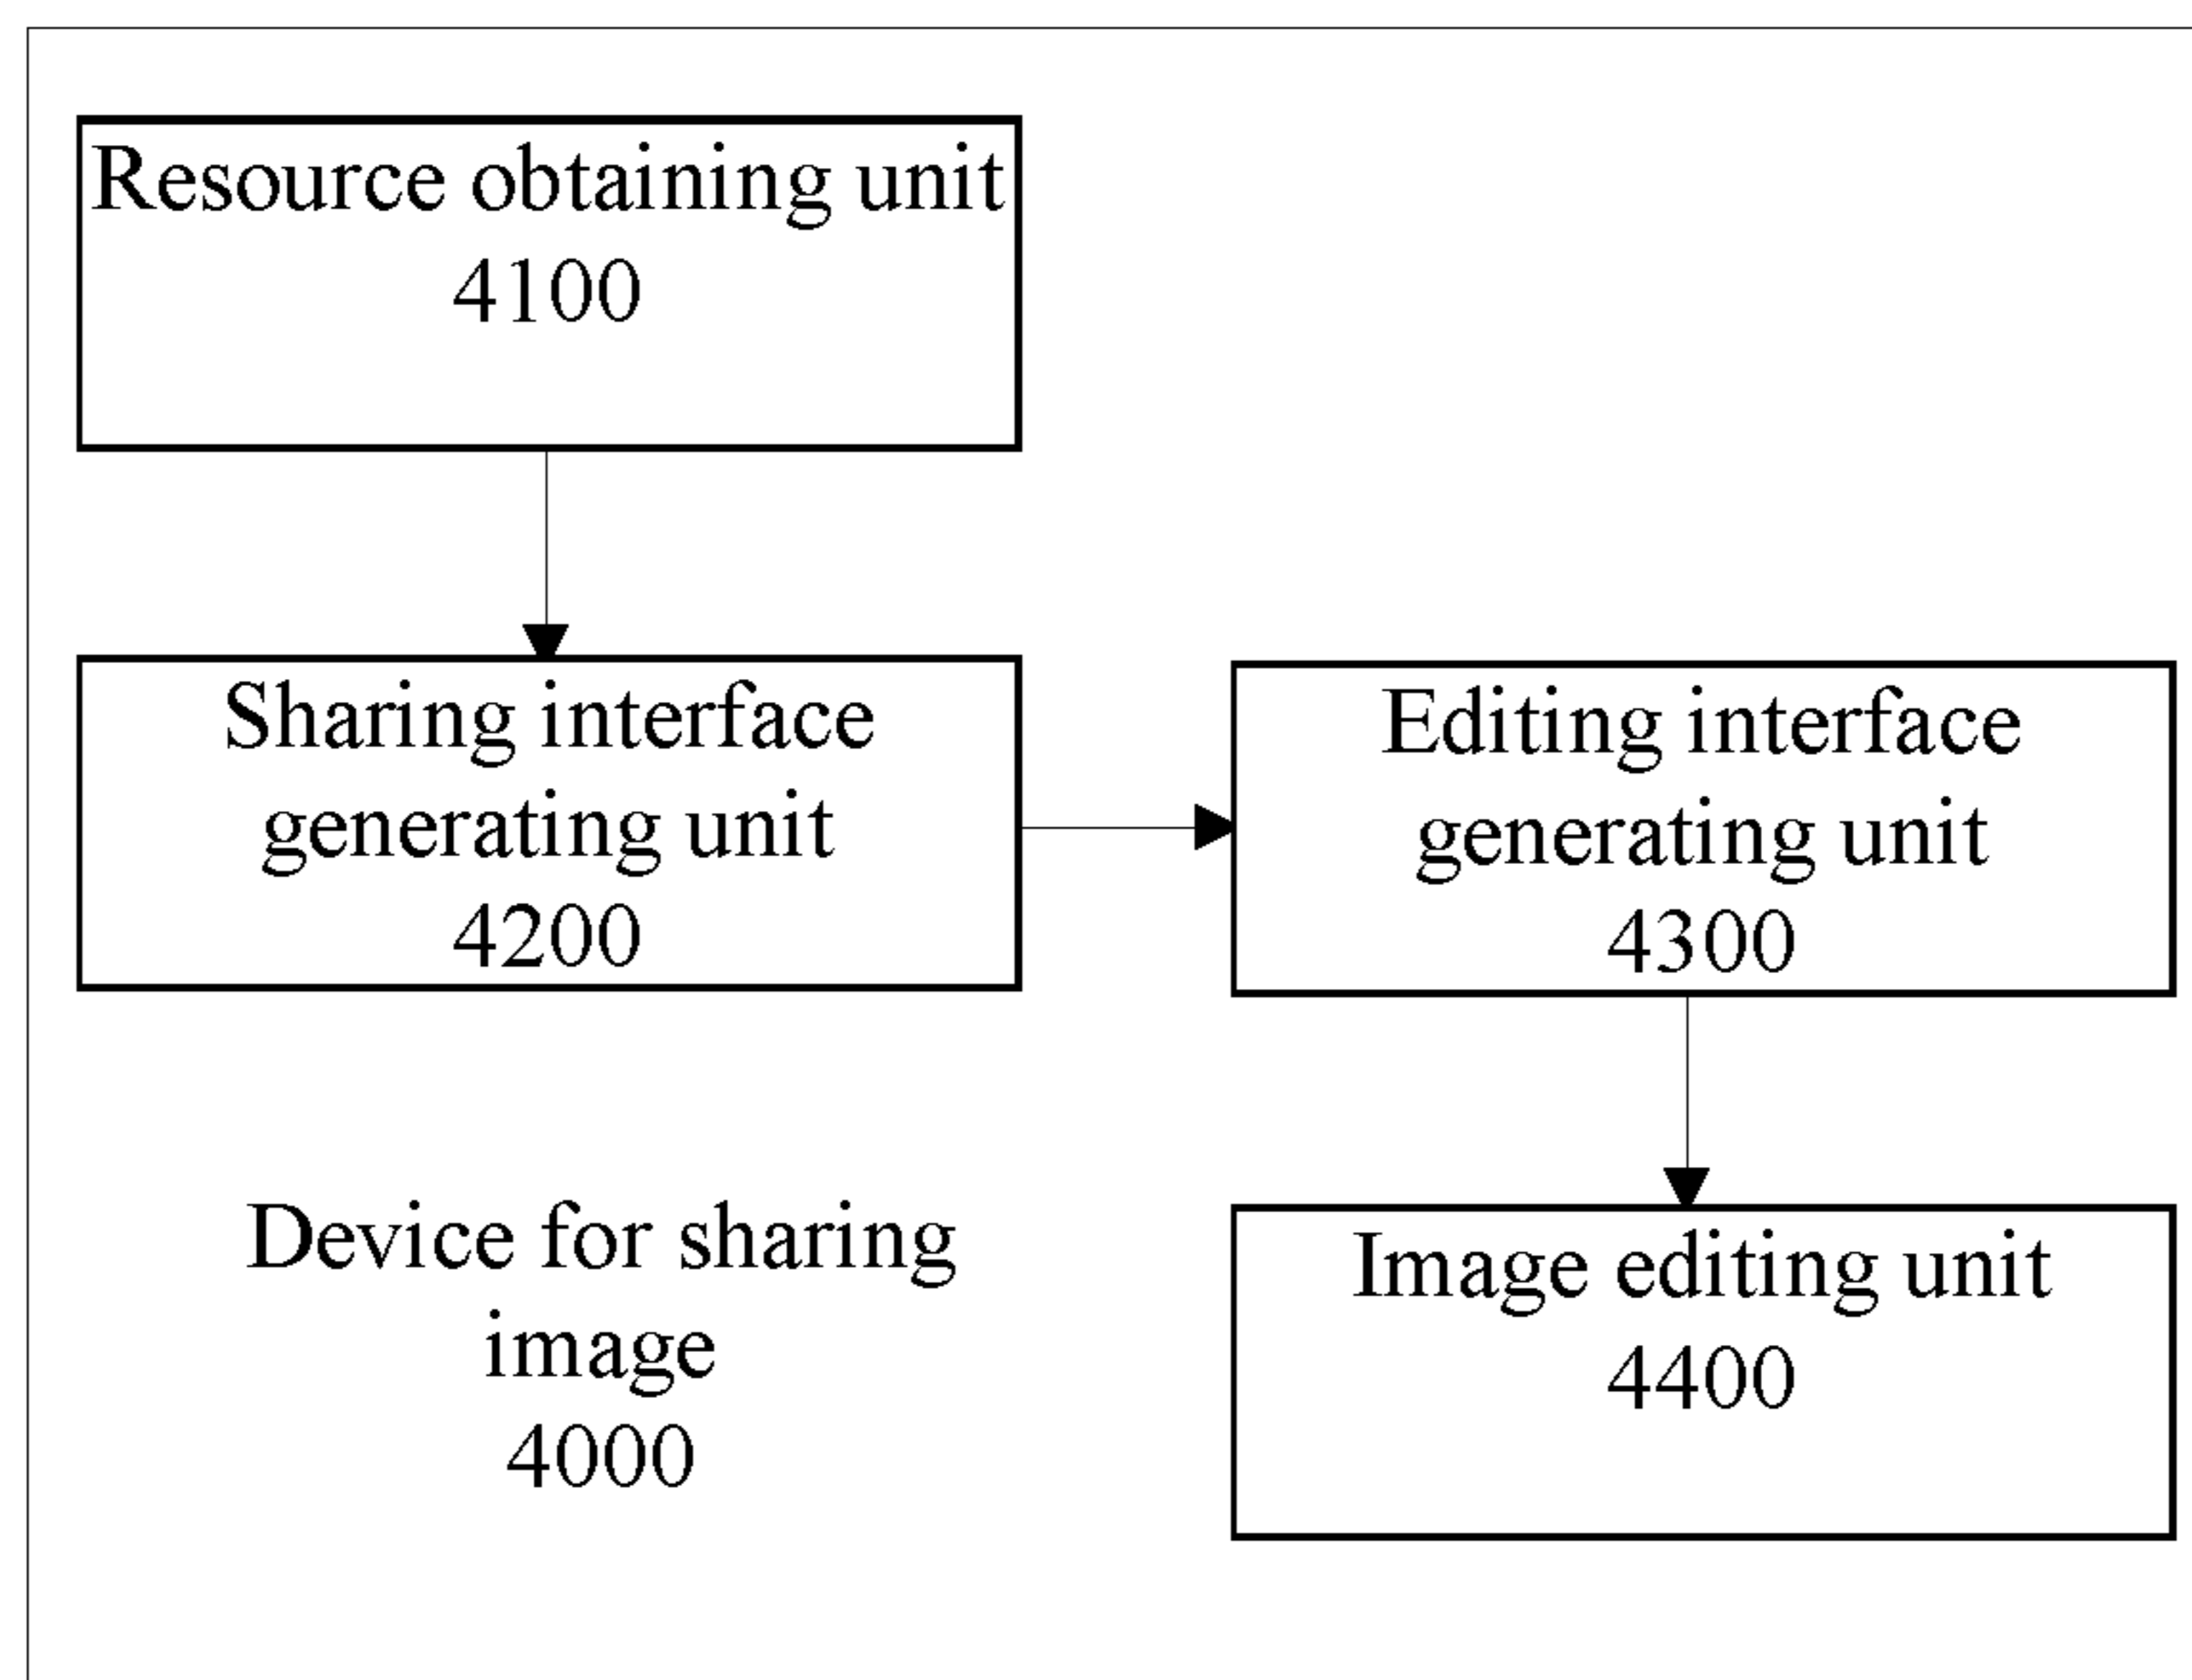 Resource obtaining unit
4100
Sharing interface
generating unit
4200
Editing interface
generating unit
4300
Device for sharing
image
4000
Image editing unit
4400